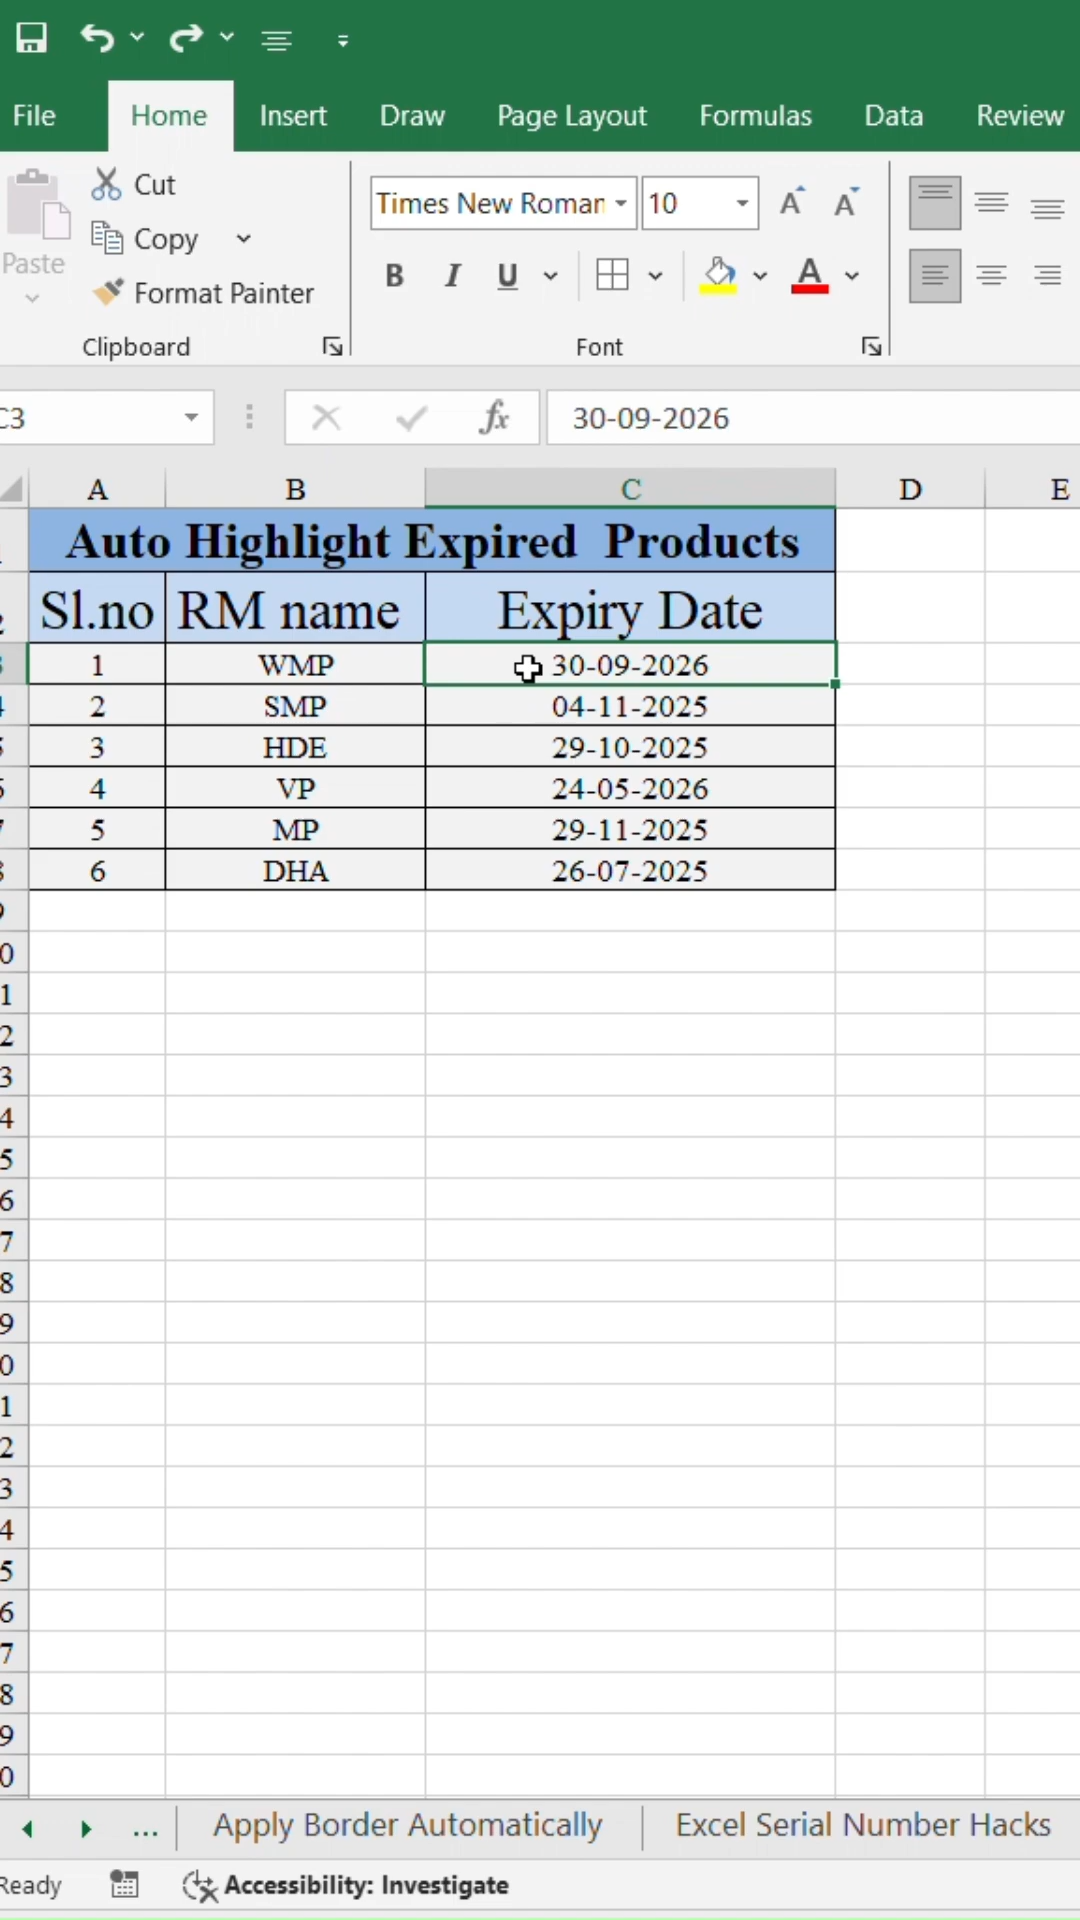 File Home Insert Draw Page Layout Formulas Data Review
Cut
Copy
Paste
Format Painter
Clipboard
Times New Roman 10
B I U A
Font
C3 fx 30-09-2026
A B C D E
Auto Highlight Expired Products
Sl.no RM name Expiry Date
1 WMP 30-09-2026
2 SMP 04-11-2025
3 HDE 29-10-2025
4 VP 24-05-2026
5 MP 29-11-2025
6 DHA 26-07-2025
... Apply Border Automatically Excel Serial Number Hacks
Ready Accessibility: Investigate